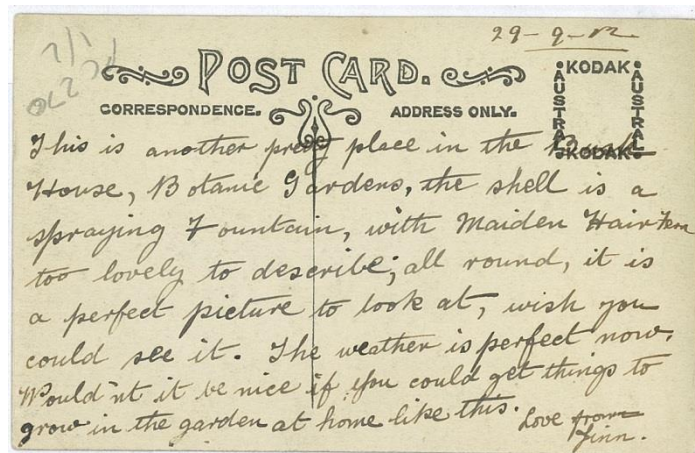 29-9-12
POST CARD.
KODAK
AUSTRAL
AUSTRAL
KODAK
CORRESPONDENCE.
ADDRESS ONLY.
This is another pretty place in the Bush
House, Botanic Gardens, the shell is a
spraying Fountain, with Maiden Hair Fern
too lovely to describe; all round, it is
a perfect picture to look at, wish you
could see it. The weather is perfect now.
Would'nt it be nice if you could get things to
grow in the garden at home like this.
Love from